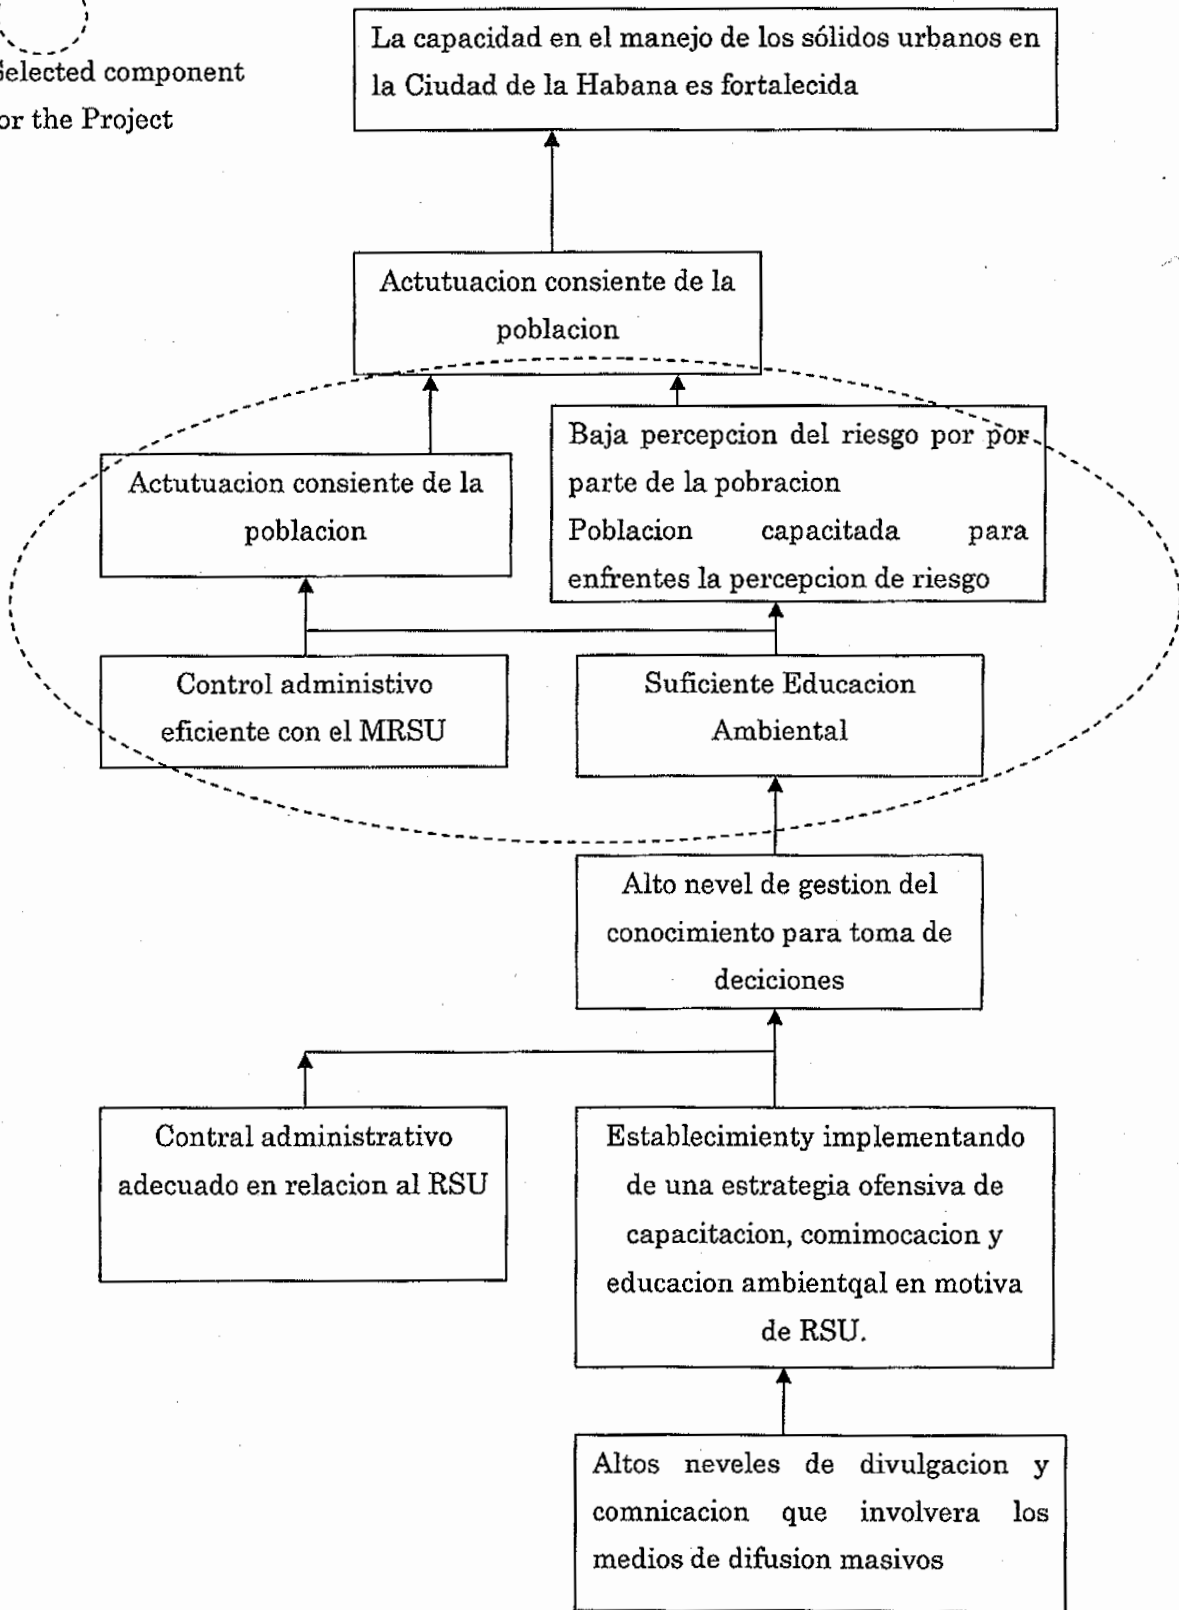 Selected component
or the Project
La capacidad en el manejo de los sólidos urbanos en
la Ciudad de la Habana es fortalecida
Actutuacion consiente de la
poblacion
Actutuacion consiente de la
poblacion
Baja percepcion del riesgo por por
parte de la pobracion
Poblacion capacitada para
enfrentes la percepcion de riesgo
Control administivo
eficiente con el MRSU
Suficiente Educacion
Ambiental
Alto nevel de gestion del
conocimiento para toma de
deciciones
Contral administrativo
adecuado en relacion al RSU
Establecimienty implementando
de una estrategia ofensiva de
capacitacion, comimocacion y
educacion ambientqal en motiva
de RSU.
Altos neveles de divulgacion y
comnicacion que involvera los
medios de difusion masivos